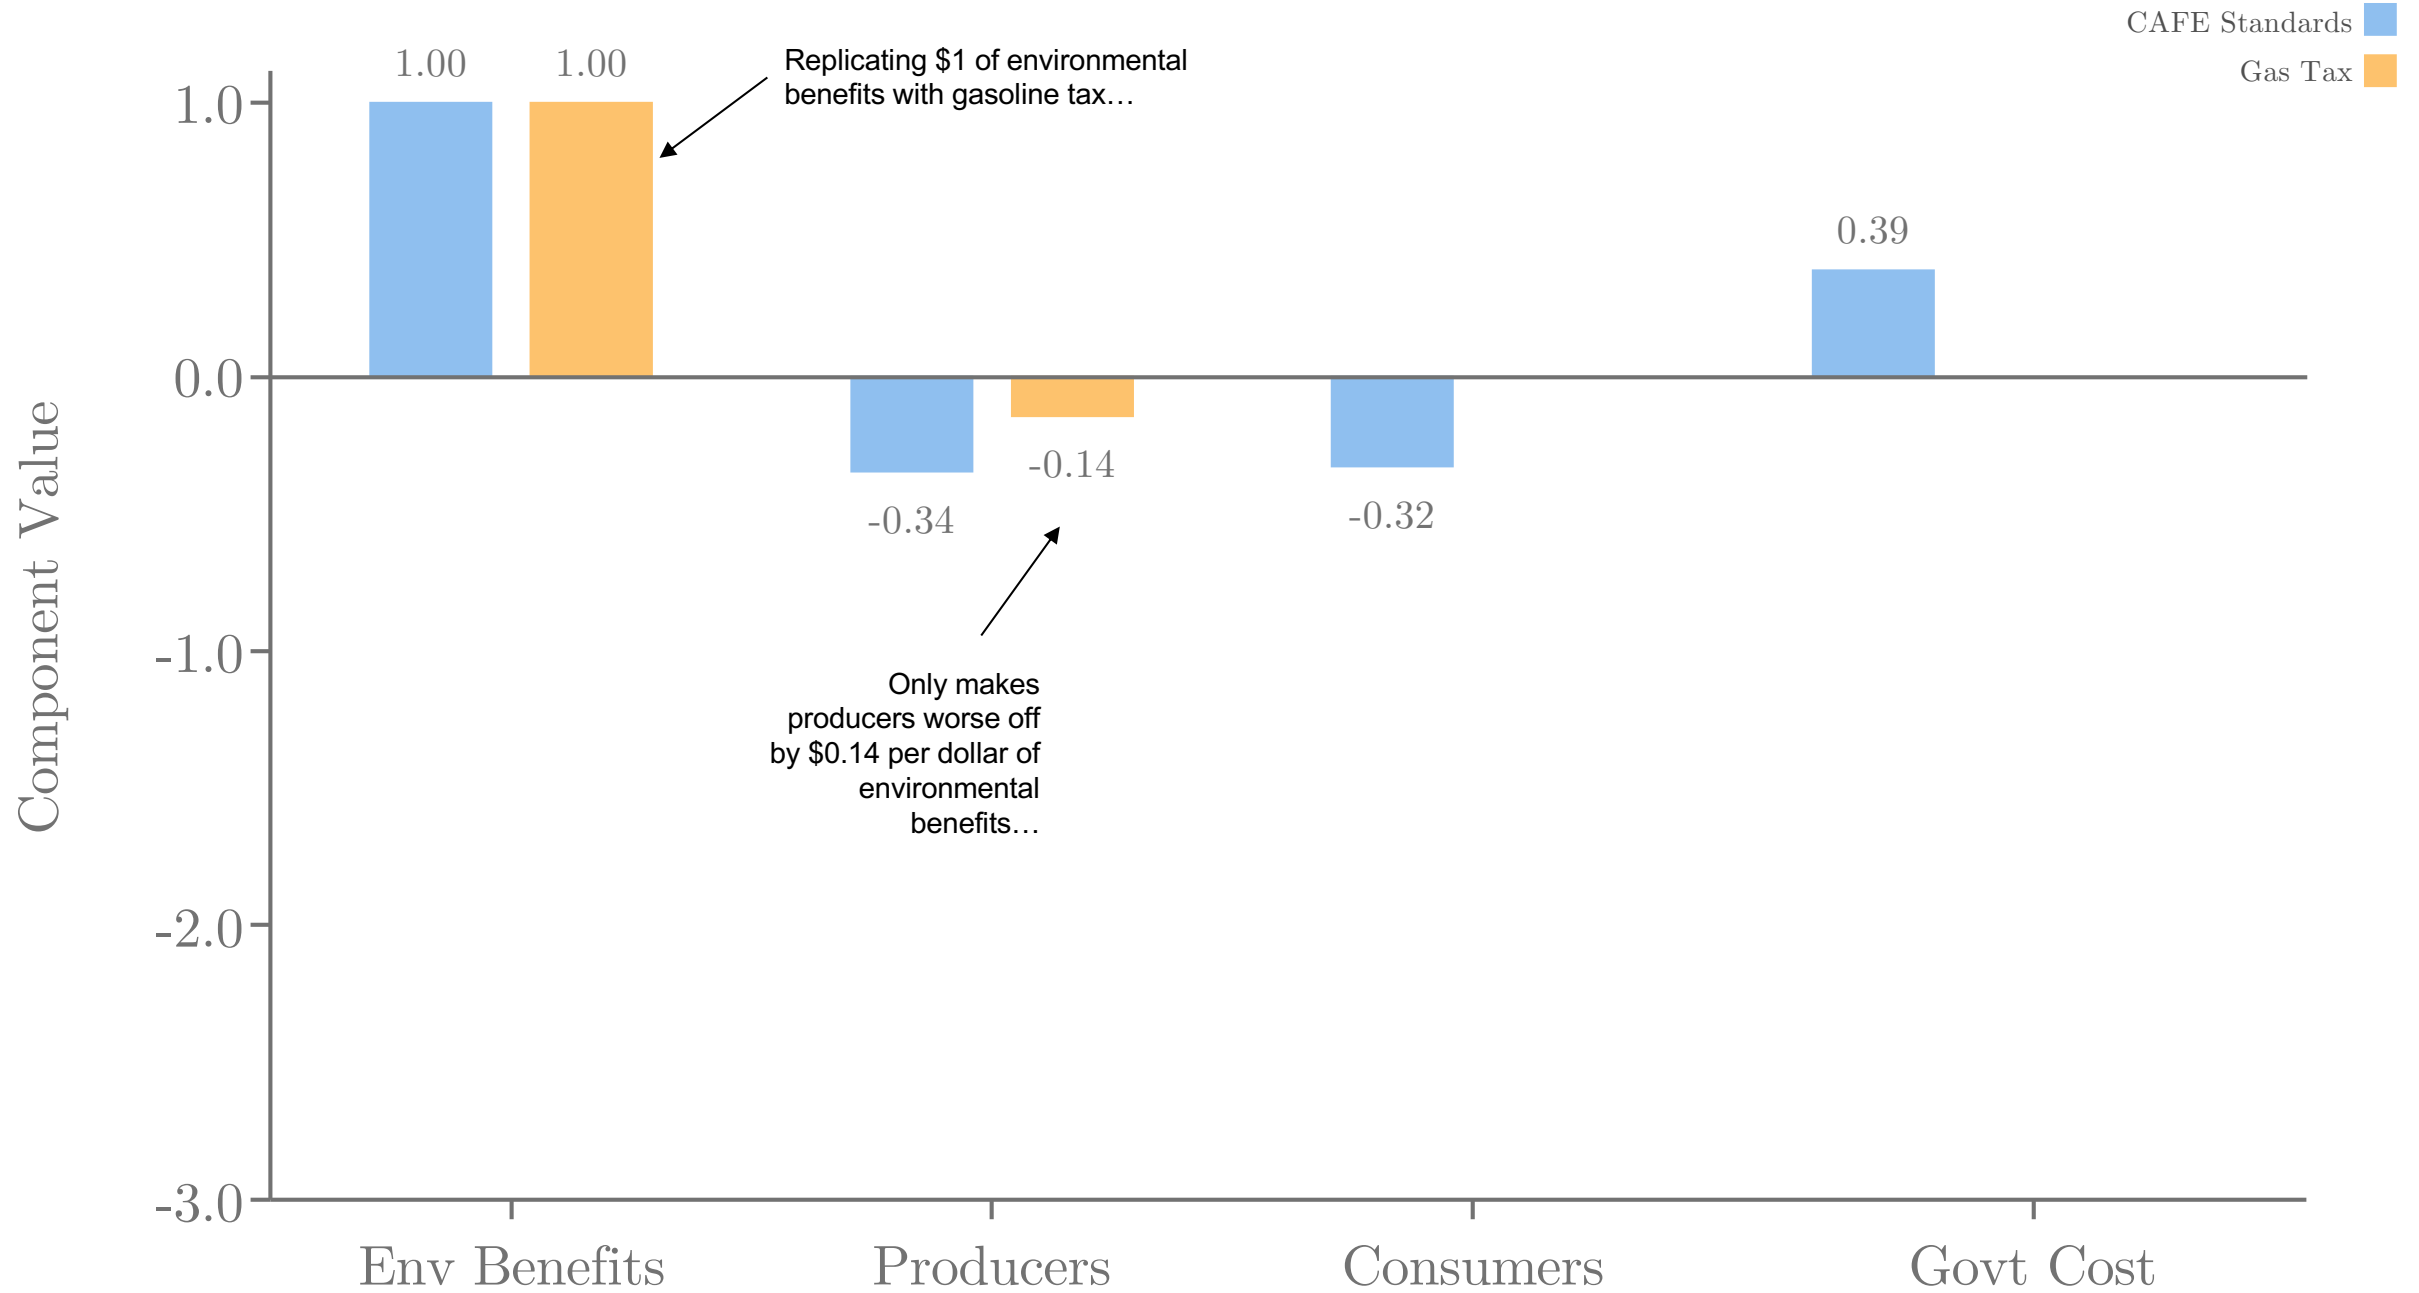 CAFE Standards
Gas Tax
1.00
1.00
Replicating $1 of environmental
benefits with gasoline tax…
1.0
0.39
0.0
-0.14
-0.34
-0.32
Component Value
-1.0
Only makes
producers worse off
by $0.14 per dollar of
environmental
benefits…
-2.0
-3.0
Env Benefits
Producers
Consumers
Govt Cost